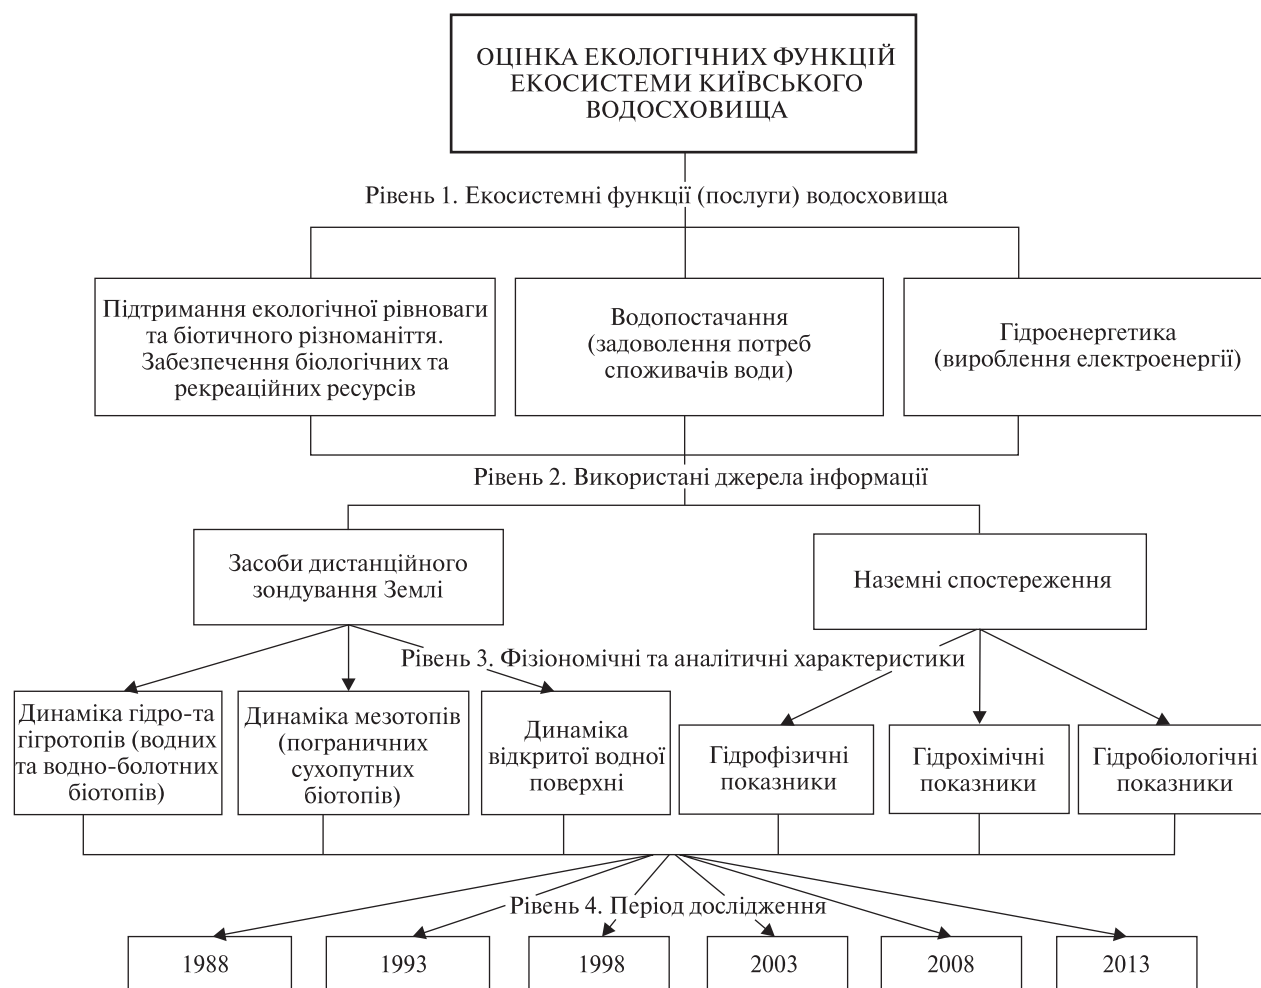 ОЦІНКА ЕКОЛОГІЧНИХ ФУНКЦІЙ
ЕКОСИСТЕМИ КИЇВСЬКОГО
ВОДОСХОВИЩА
Рівень 1. Екосистемні функції (послуги) водосховища
Підтримання екологічної рівноваги
та біотичного різноманіття.
Забезпечення біологічних та
рекреаційних ресурсів
Водопостачання
(задоволення потреб
споживачів води)
Гідроенергетика
(вироблення електроенергії)
Рівень 2. Використані джерела інформації
Засоби дистанційного
зондування Землі
Наземні спостереження
Рівень 3. Фізіономічні та аналітичні характеристики
Динаміка гідро-та
гігротопів (водних
та водно-болотних
біотопів)
Динаміка мезотопів
(пограничних
сухопутних
біотопів)
Динаміка
відкритої водної
поверхні
Гідрофізичні
показники
Гідрохімічні
показники
Гідробіологічні
показники
Рівень 4. Період дослідження
1988
1993
1998
2003
2008
2013